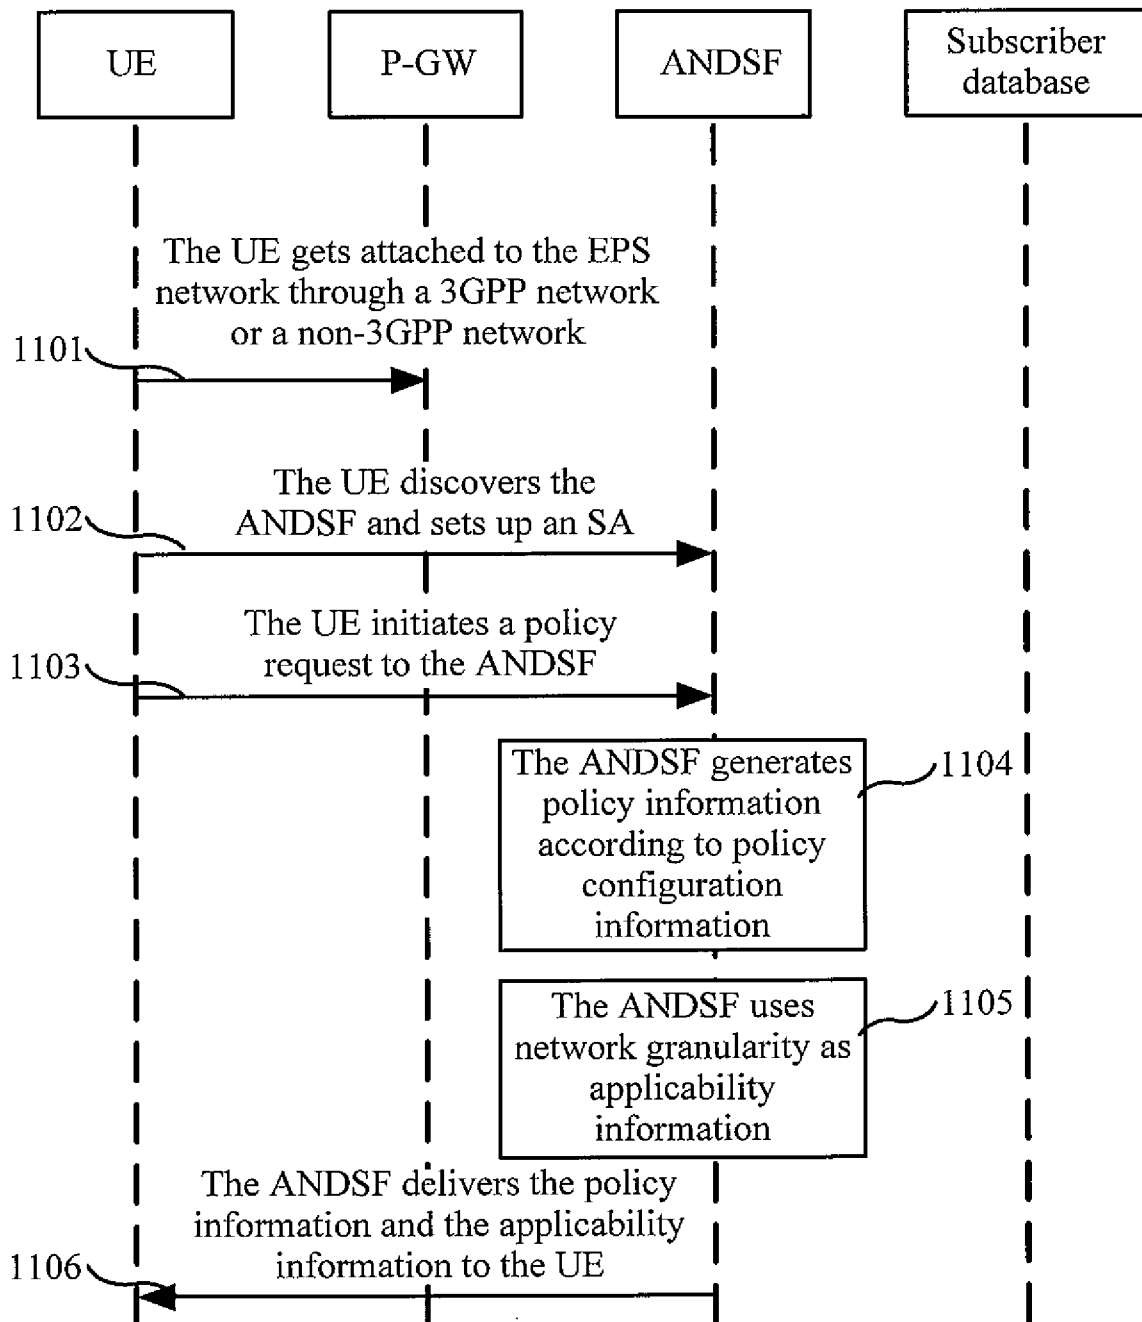 UE
P-GW
ANDSF
Subscriber
database
The UE gets attached to the EPS
network through a 3GPP network
or a non-3GPP network
1101
The UE discovers the
ANDSF and sets up an SA
1102
The UE initiates a policy
request to the ANDSF
1103
The ANDSF generates
policy information
according to policy
configuration
information
1104
The ANDSF uses
network granularity as
applicability
information
1105
The ANDSF delivers the policy
information and the applicability
information to the UE
1106